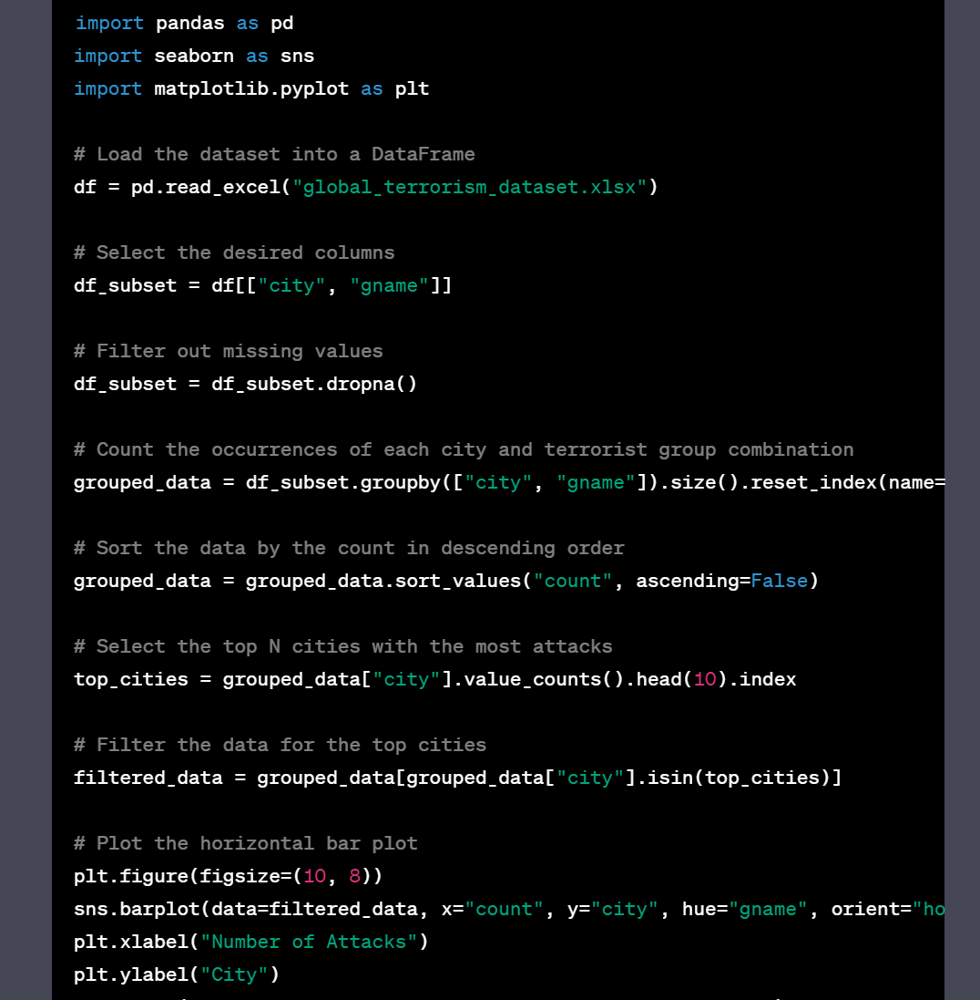 import pandas as pd
import seaborn as sns
import matplotlib.pyplot as plt
# Load the dataset into a DataFrame
df = pd.read_excel("global_terrorism_dataset.xlsx")
# Select the desired columns
df_subset = df[["city", "gname"]]
# Filter out missing values
df_subset = df_subset.dropna()
# Count the occurrences of each city and terrorist group combination
grouped_data = df_subset.groupby(["city", "gname"]).size().reset_index(name=
# Sort the data by the count in descending order
grouped_data = grouped_data.sort_values("count", ascending=False)
# Select the top N cities with the most attacks
top_cities = grouped_data["city"].value_counts().head(10).index
# Filter the data for the top cities
filtered_data = grouped_data[grouped_data["city"].isin(top_cities)]
# Plot the horizontal bar plot
plt.figure(figsize=(10, 8))
sns.barplot(data=filtered_data, x="count", y="city", hue="gname", orient="ho
plt.xlabel("Number of Attacks")
plt.ylabel("City")